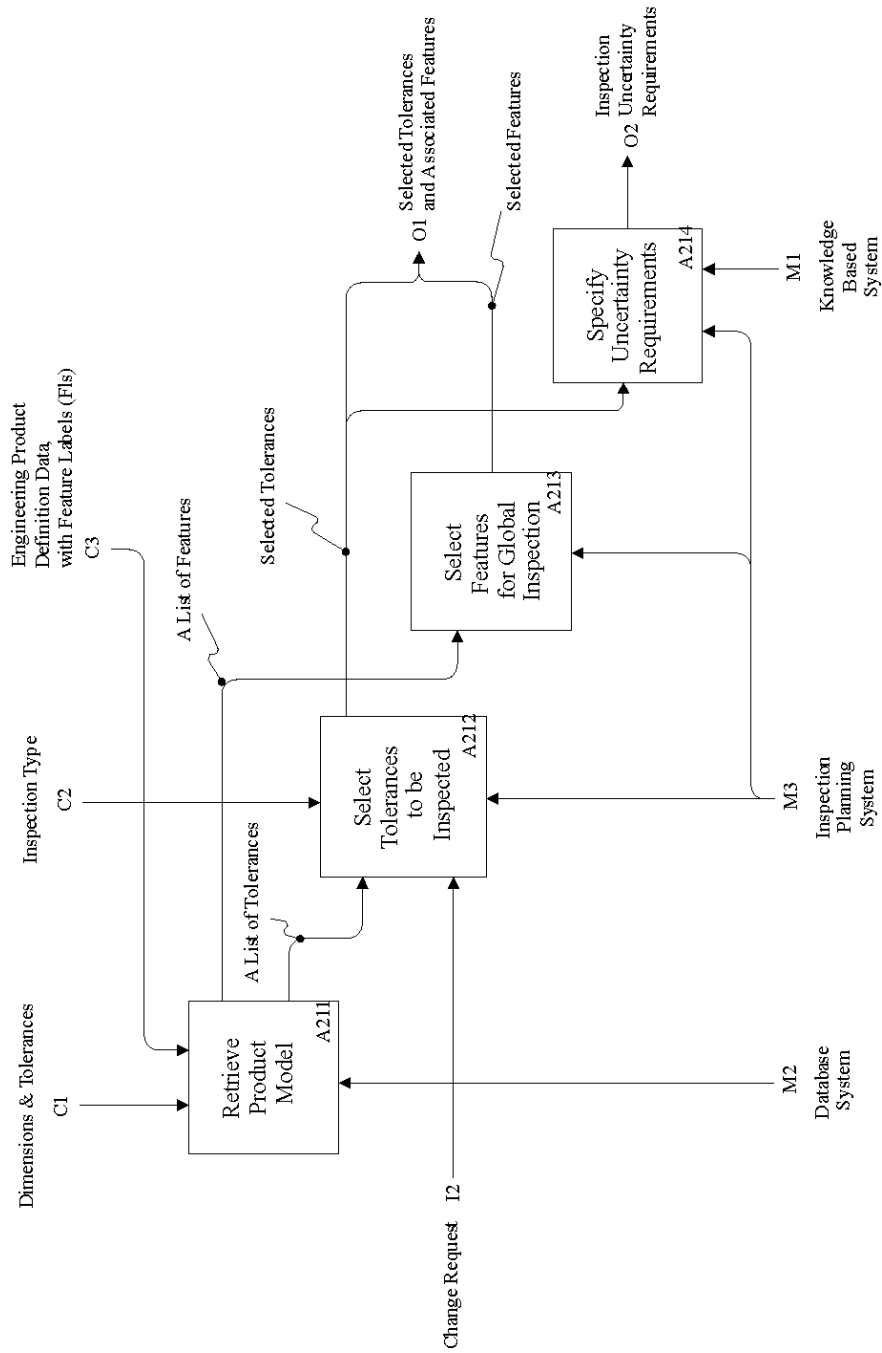 Dimensions & Tolerances
C1
Inspection Type
C2
Engineering Product
Definition Data,
with Feature Labels (Fls)
C3
A List of Features
Retrieve
Product
Model
A211
A List of Tolerances
Selected Tolerances
Select
Tolerances
to be
Inspected
A212
Selected Tolerances
and Associated Features
O1
Select
Features
for Global
Inspection
A213
Selected Features
Change Request
I2
Specify
Uncertainty
Requirements
A214
Inspection
Uncertainty
Requirements
O2
M2
Database
System
M3
Inspection
Planning
System
M1
Knowledge
Based
System